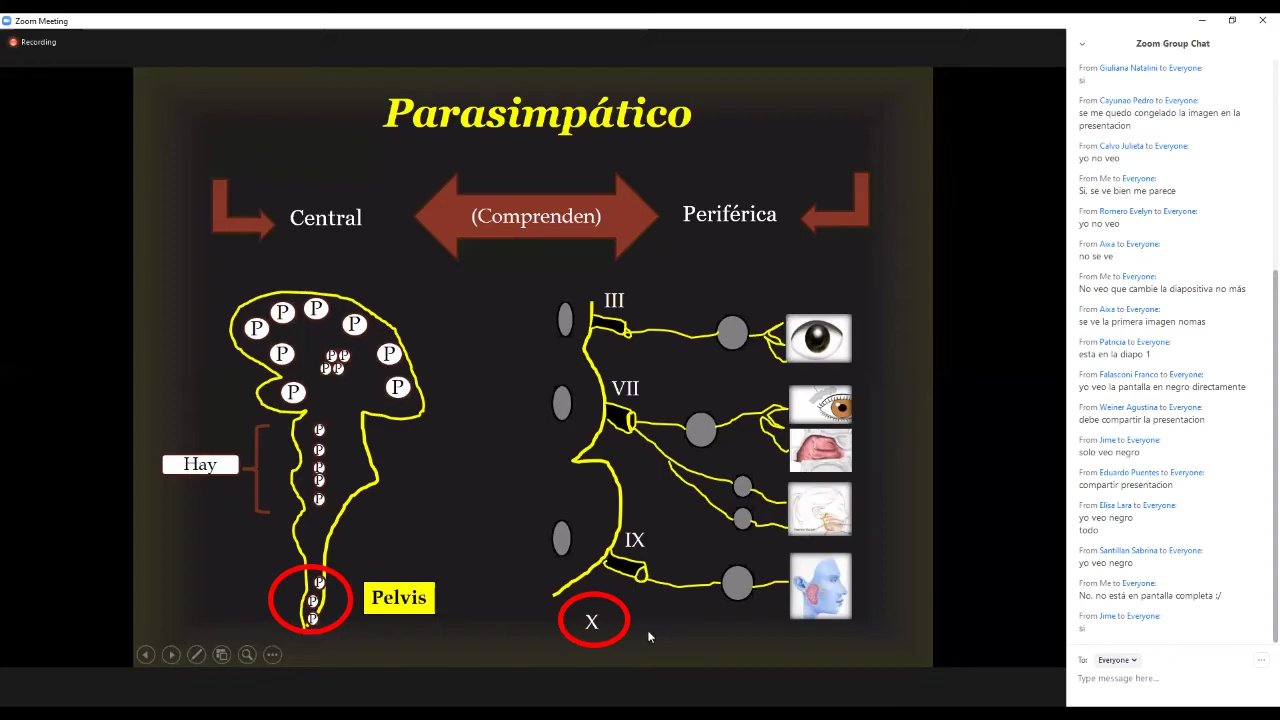 Zoom Meeting
Recording
Parasimpático
Central
(Comprenden)
Periférica
P
P
P
P
P
P
P
P
P
P
P
P
P
III
VII
Hay
P
P
P
P
P
IX
P
P
P
Pelvis
X
Zoom Group Chat
From Giuliana Natalini to Everyone:
si
From Cayunao Pedro to Everyone:
se me quedo congelado la imagen en la
presentacion
From Calvo Julieta to Everyone:
yo no veo
From Me to Everyone:
Si, se ve bien me parece
From Romero Evelyn to Everyone:
yo no veo
From Aixa to Everyone:
no se ve
From Me to Everyone:
No veo que cambie la diapositiva no más
From Aixa to Everyone:
se ve la primera imagen nomas
From Patricia to Everyone:
esta en la diapo 1
From Falasconi Franco to Everyone:
yo veo la pantalla en negro directamente
From Weiner Agustina to Everyone:
debe compartir la presentacion
From Jime to Everyone:
solo veo negro
From Eduardo Puentes to Everyone:
compartir presentacion
From Elisa Lara to Everyone:
yo veo negro
todo
From Santillan Sabrina to Everyone:
yo veo negro
From Me to Everyone:
No. no está en pantalla completa :/
From Jime to Everyone:
si
To: Everyone
Type message here...